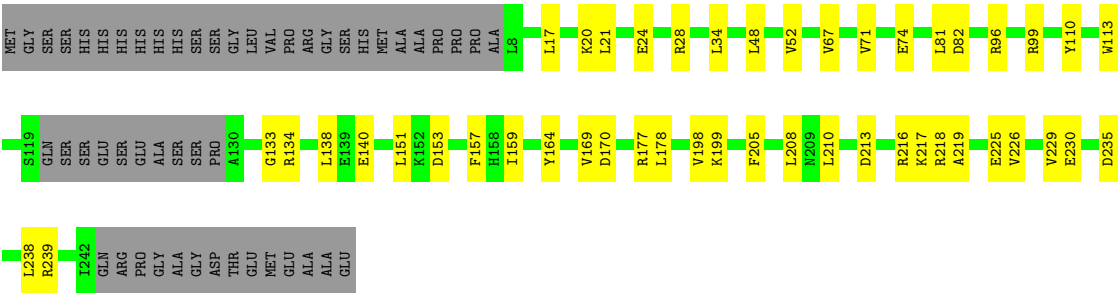 MET GLY SER SER HIS HIS HIS HIS HIS HIS SER SER GLY LEU VAL PRO ARG GLY SER HIS MET ALA ALA PRO PRO PRO ALA L8 L17 K20 L21 E24 R28 L34 L48 V52 V67 V71 E74 L81 D82 R96 R99 Y110 W113
S119 GLN SER SER GLU SER GLU ALA SER SER PRO A130 G133 R134 L138 E139 E140 L151 K152 D153 F157 H158 I159 Y164 V169 D170 R177 L178 V198 K199 F205 L208 N209 L210 D213 R216 K217 R218 A219 E225 V226 V229 E230 D235
L238 R239 I242 GLN ARG PRO GLY ALA GLY ASP THR GLU MET GLU ALA ALA GLU